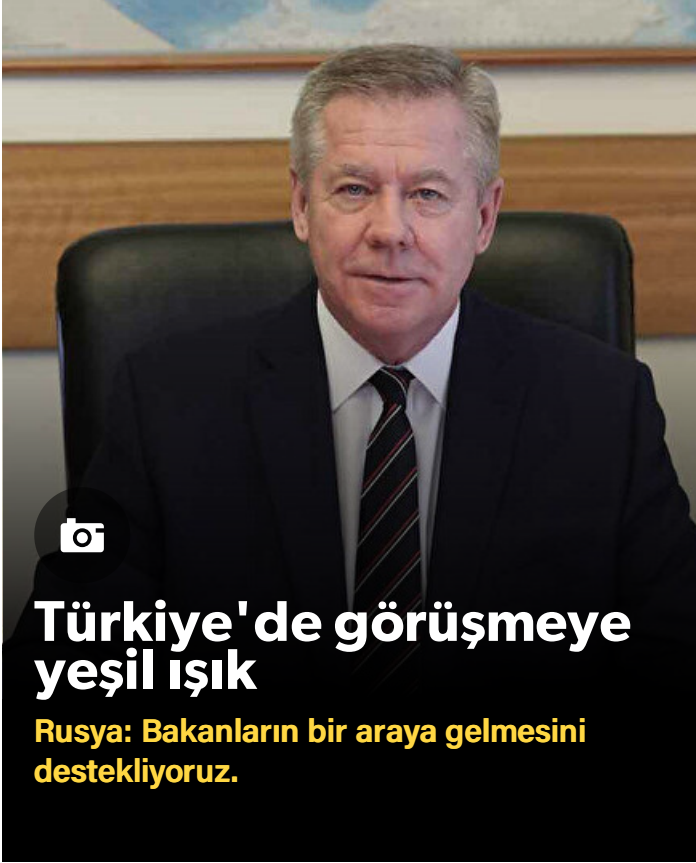 Türkiye'de görüşmeye
yeşil ışık
Rusya: Bakanların bir araya gelmesini
destekliyoruz.